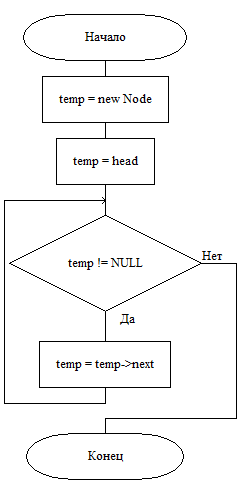 Начало
temp = new Node
temp = head
temp != NULL
Нет
Да
temp = temp->next
Конец